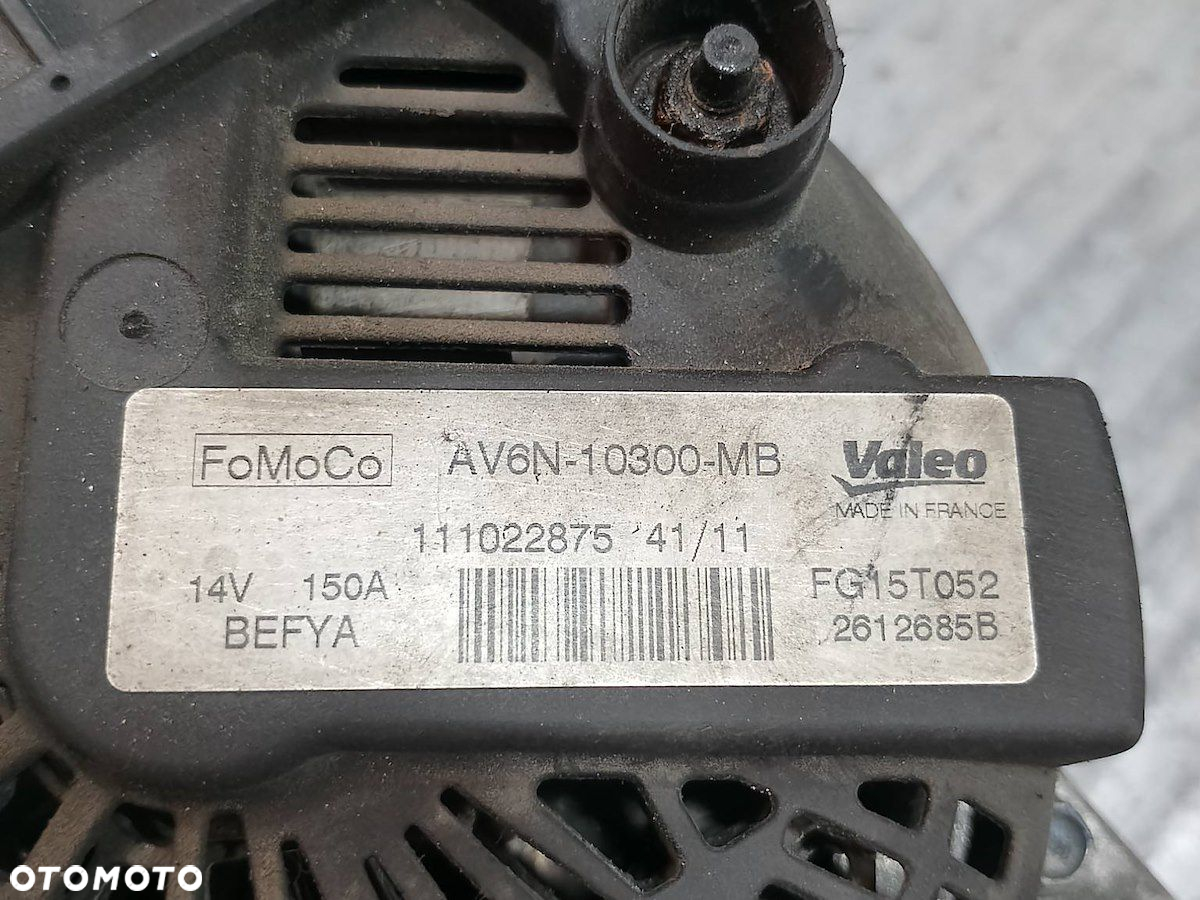 FoMoCo AV6N-10300-MB Valeo
MADE IN FRANCE
111022875 41/11
14V 150A FG15T052
BEFYA 2612685B
OTOMOTO